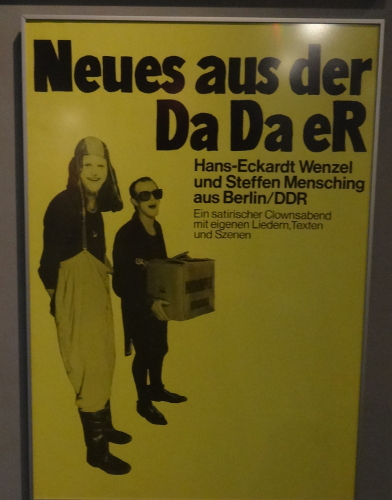 Neues aus der
Da Da eR
Hans-Eckardt Wenzel
und Steffen Mensching
aus Berlin/DDR
Ein satirischer Clownsabend
mit eigenen Liedern, Texten
und Szenen